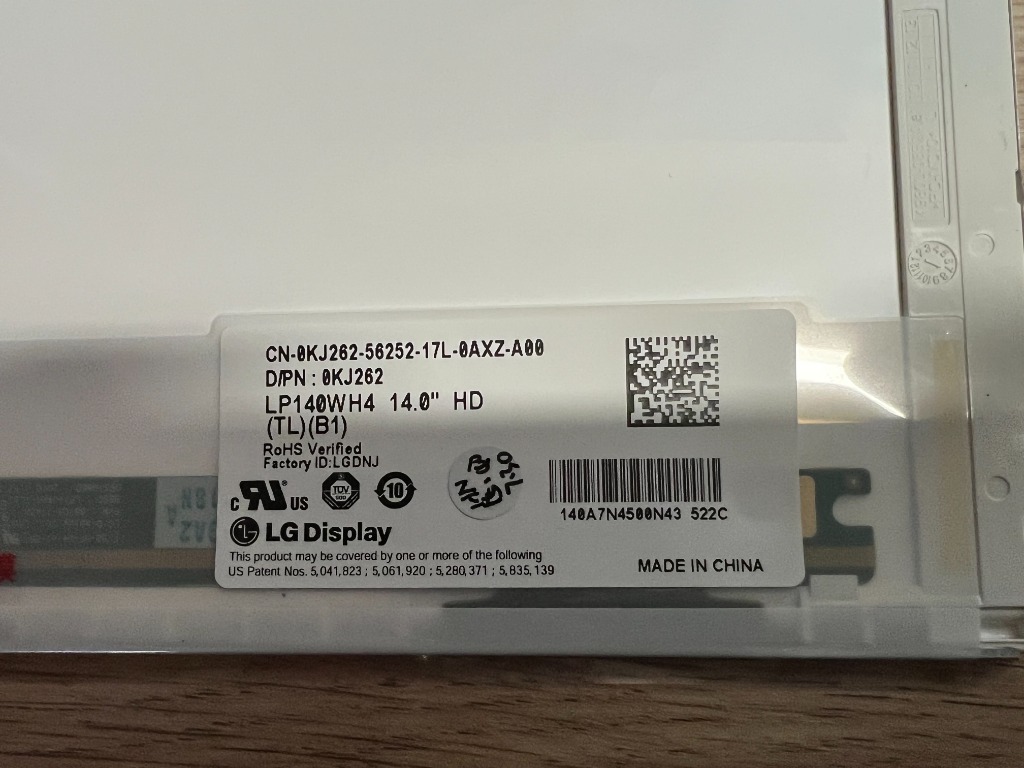 CN-0KJ262-56252-17L-0AXZ-A00
D/PN : 0KJ262
LP140WH4 14.0" HD
(TL)(B1)
RoHS Verified
Factory ID:LGDNJ
c RU® US
TÜV
10
140A7N4500N43 522C
LG Display
This product may be covered by one or more of the following
US Patent Nos. 5,041,823 ; 5,061,920 ; 5,280,371 ; 5,835,139
MADE IN CHINA